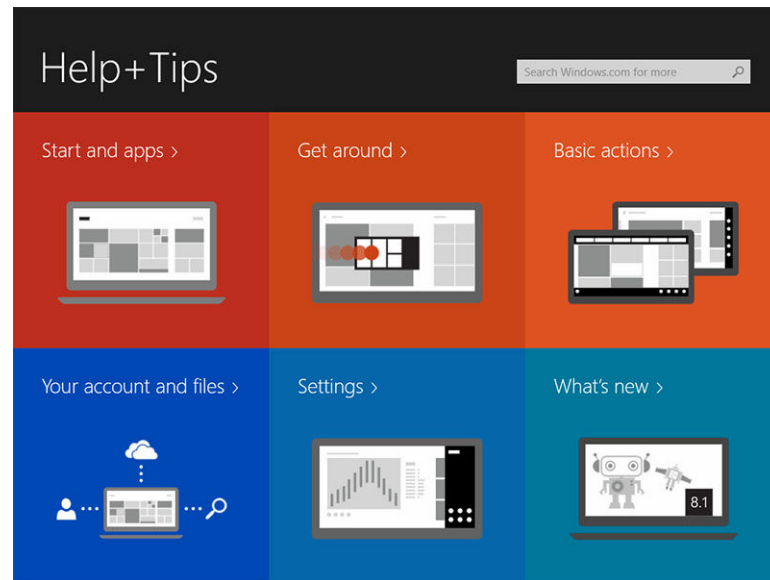 Help+Tips
Search Windows.com for more
Start and apps >
Get around >
Basic actions >
Your account and files >
Settings >
What's new >
8.1